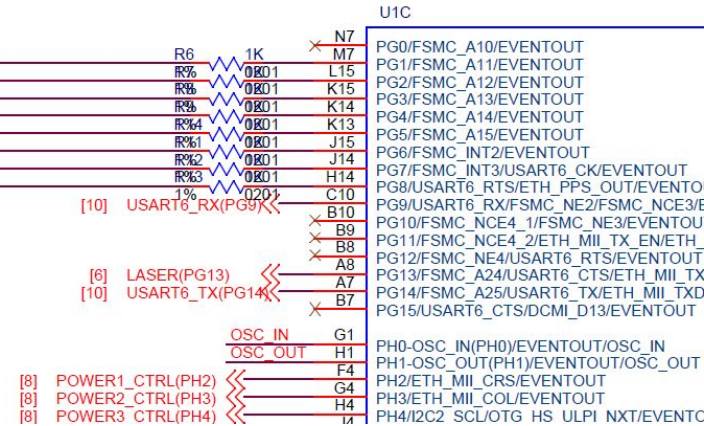 U1C
N7 PG0/FSMC_A10/EVENTOUT
R6 1K M7 PG1/FSMC_A11/EVENTOUT
L15 PG2/FSMC_A12/EVENTOUT
K15 PG3/FSMC_A13/EVENTOUT
K14 PG4/FSMC_A14/EVENTOUT
K13 PG5/FSMC_A15/EVENTOUT
J15 PG6/FSMC_INT2/EVENTOUT
J14 PG7/FSMC_INT3/USART6_CK/EVENTOUT
H14 PG8/USART6_RTS/ETH_PPS_OUT/EVENTOU
1% 0201
[10] USART6_RX(PG9) C10 PG9/USART6_RX/FSMC_NE2/FSMC_NCE3/E
B10 PG10/FSMC_NCE4_1/FSMC_NE3/EVENTOU
B9 PG11/FSMC_NCE4_2/ETH_MII_TX_EN/ETH_
B8 PG12/FSMC_NE4/USART6_RTS/EVENTOUT
[6] LASER(PG13) A8 PG13/FSMC_A24/USART6_CTS/ETH_MII_TX
[10] USART6_TX(PG14) A7 PG14/FSMC_A25/USART6_TX/ETH_MII_TXD
B7 PG15/USART6_CTS/DCMI_D13/EVENTOUT
OSC_IN G1 PH0-OSC_IN(PH0)/EVENTOUT/OSC_IN
OSC_OUT H1 PH1-OSC_OUT(PH1)/EVENTOUT/OSC_OUT
[8] POWER1_CTRL(PH2) F4 PH2/ETH_MII_CRS/EVENTOUT
[8] POWER2_CTRL(PH3) G4 PH3/ETH_MII_COL/EVENTOUT
[8] POWER3_CTRL(PH4) H4 PH4/I2C2_SCL/OTG_HS_ULPI_NXT/EVENTO